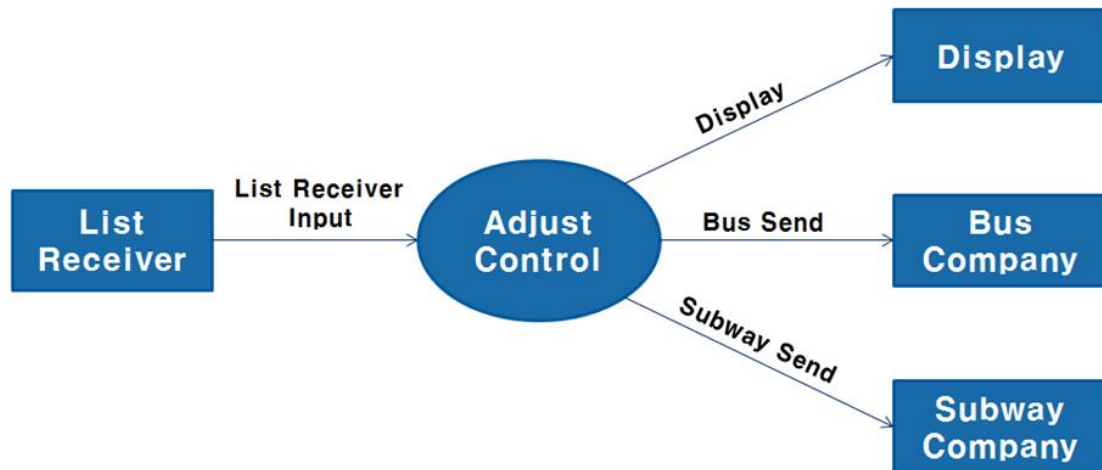 Display
Display
List Receiver
Input
List
Receiver
Adjust
Control
Bus Send
Bus
Company
Subway Send
Subway
Company